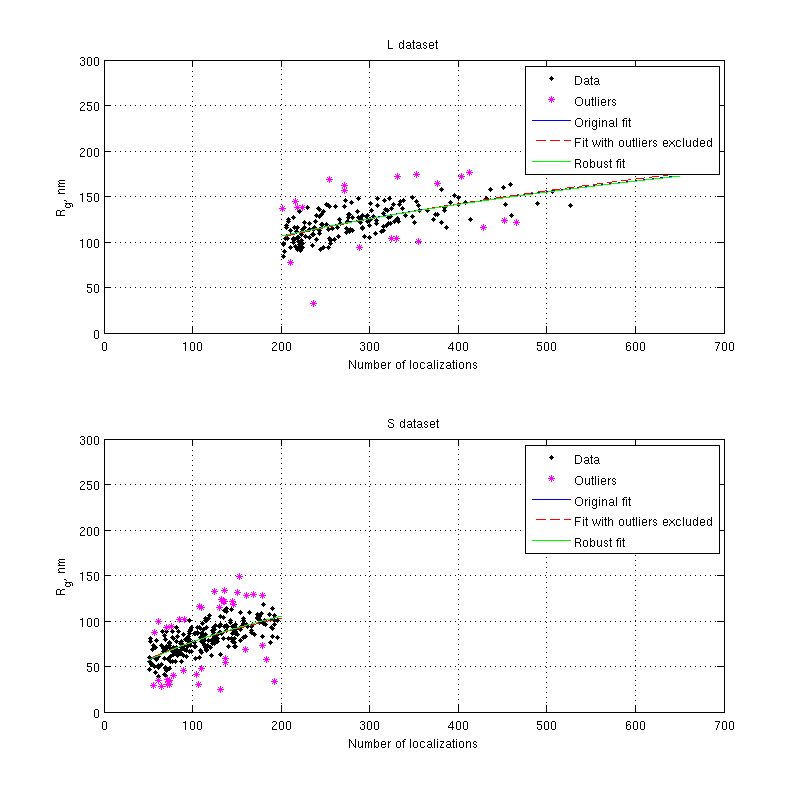 L dataset
300
250
200
150
100
50
0
R_g, nm
Data
Outliers
Original fit
Fit with outliers excluded
Robust fit
0 100 200 300 400 500 600 700
Number of localizations
S dataset
300
250
200
150
100
50
0
R_g, nm
Data
Outliers
Original fit
Fit with outliers excluded
Robust fit
0 100 200 300 400 500 600 700
Number of localizations